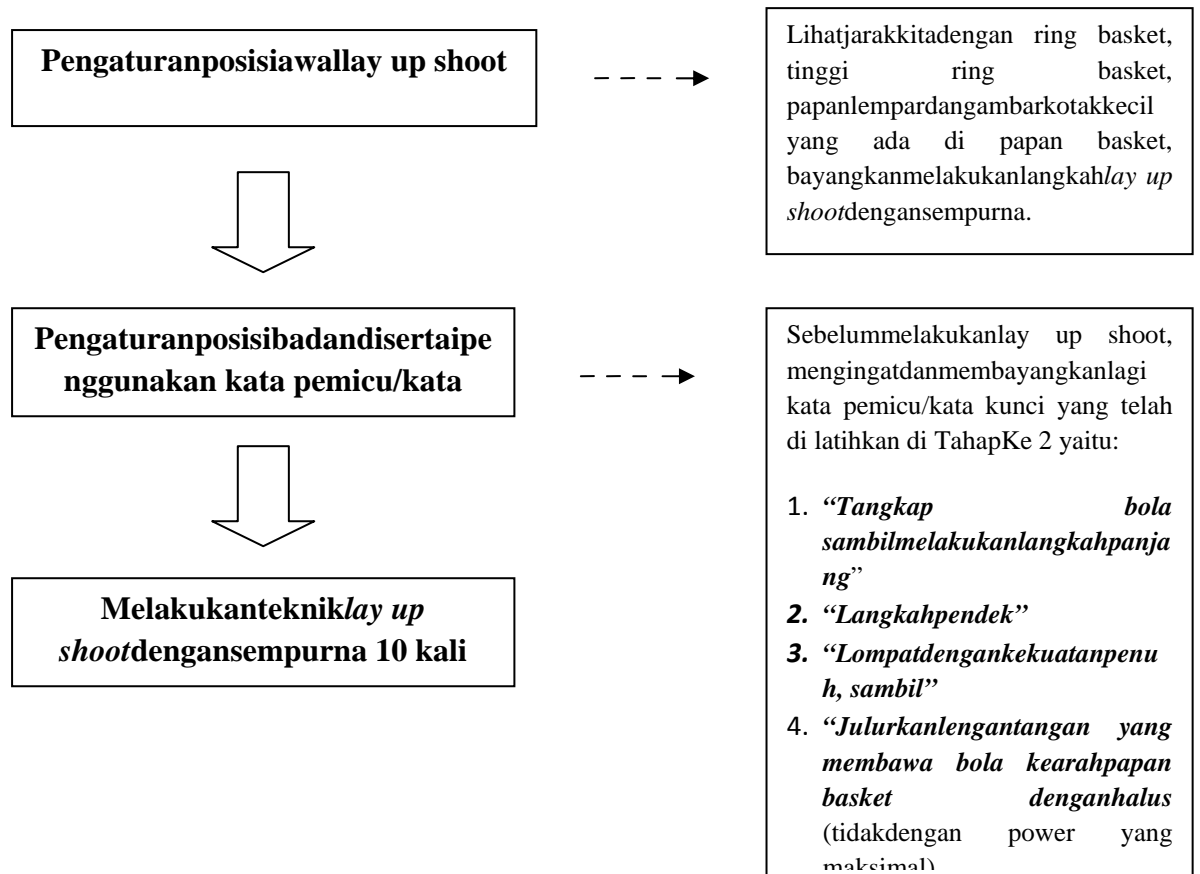 Pengaturanposisiawallay up shoot
Lihatjarakkitadengan ring basket,
tinggi ring basket,
papanlempardangambarkotakkecil
yang ada di papan basket,
bayangkanmelakukanlangkahlay up
shootdengansempurna.
Pengaturanposisibadandisertaipe
nggunakan kata pemicu/kata
Sebelummelakukanlay up shoot,
mengingatdanmembayangkanlagi
kata pemicu/kata kunci yang telah
di latihkan di TahapKe 2 yaitu:
1. “Tangkap bola
sambilmelakukanlangkahpanja
ng”
2. “Langkahpendek”
3. “Lompatdengankekuatanpenu
h, sambil”
4. “Julurkanlengantangan yang
membawa bola kearahpapan
basket denganhalus
(tidakdengan power yang
maksimal)
Melakukantekniklay up
shootdengansempurna 10 kali